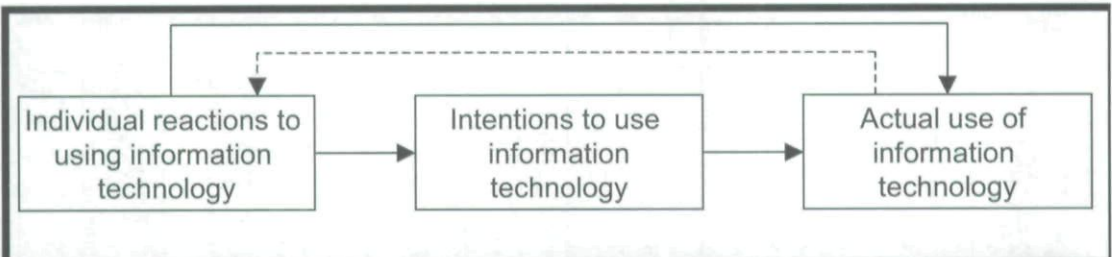 Individual reactions to
using information
technology
Intentions to use
information
technology
Actual use of
information
technology